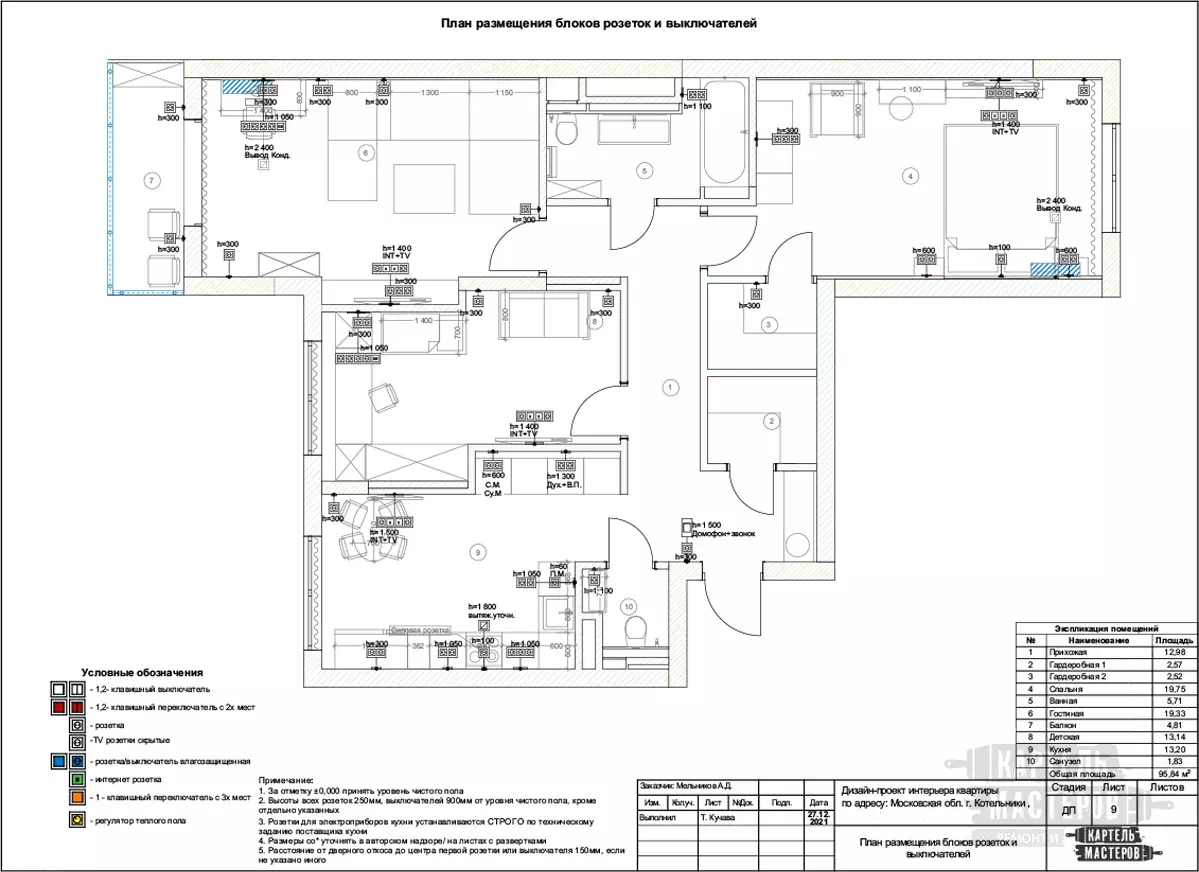 План размещения блоков розеток и выключателей
h=300
h=300
600
1 400
h=1 050
h=2 400
Вывод Конд.
h=300
800
h=300
1 300
1 150
6
h=300
h=1 100
5
h=300
900
900
1 100
h=300
h=1 400
INT+TV
h=300
4
h=2 400
Вывод Конд.
h=600
h=100
h=600
7
h=300
h=300
h=1 400
INT+TV
h=300
h=300
1 400
700
h=1 050
h=300
800
h=300
8
h=1 400
INT+TV
h=300
3
1
2
h=600
С.М.
Су.М
h=1 300
Дух.+В.П.
h=300
h=1 500
INT+TV
9
h=1 500
Домофон+звонок
h=300
h=1 050
h=60
П.М.
h=1 100
10
h=1 800
вытяж.уточн.
Силовая розетка
h=300
362
h=1 050
h=100
h=1 050
600
600
Условные обозначения
- 1,2- клавишный выключатель
- 1,2- клавишный переключатель с 2х мест
- розетка
-TV розетки скрытые
- розетка/выключатель влагозащищенная
- интернет розетка
- 1 - клавишный переключатель с 3х мест
- регулятор теплого пола
Примечание:
1. За отметку ±0,000 принять уровень чистого пола
2. Высоты всех розеток 250мм, выключателей 900мм от уровня чистого пола, кроме
отдельно указанных
3. Розетки для электроприборов кухни устанавливаются СТРОГО по техническому
заданию поставщика кухни
4. Размеры со* уточнять в авторском надзоре/ на листах с развертками
5. Расстояние от дверного откоса до центра первой розетки или выключателя 150мм, если
не указано иного
Экспликация помещений
№ Наименование Площадь
1 Прихожая 12,98
2 Гардеробная 1 2,57
3 Гардеробная 2 2,52
4 Спальня 19,75
5 Ванная 5,71
6 Гостиная 19,33
7 Балкон 4,81
8 Детская 13,14
9 Кухня 13,20
10 Санузел 1,83
Общая площадь 95,84 м²
Заказчик: Мельников А.Д.
Изм. Кол.уч. Лист №Док. Подп. Дата
Выполил Т. Кучава 27.12.2021
Дизайн-проект интерьера квартиры
по адресу: Московская обл. г. Котельники ,
Стадия Лист Листов
ДП 9
План размещения блоков розеток и
выключателей
КАРТЕЛЬ
МАСТЕРОВ
КАРТЕЛЬ
МАСТЕРОВ
РЕМОНТЫ